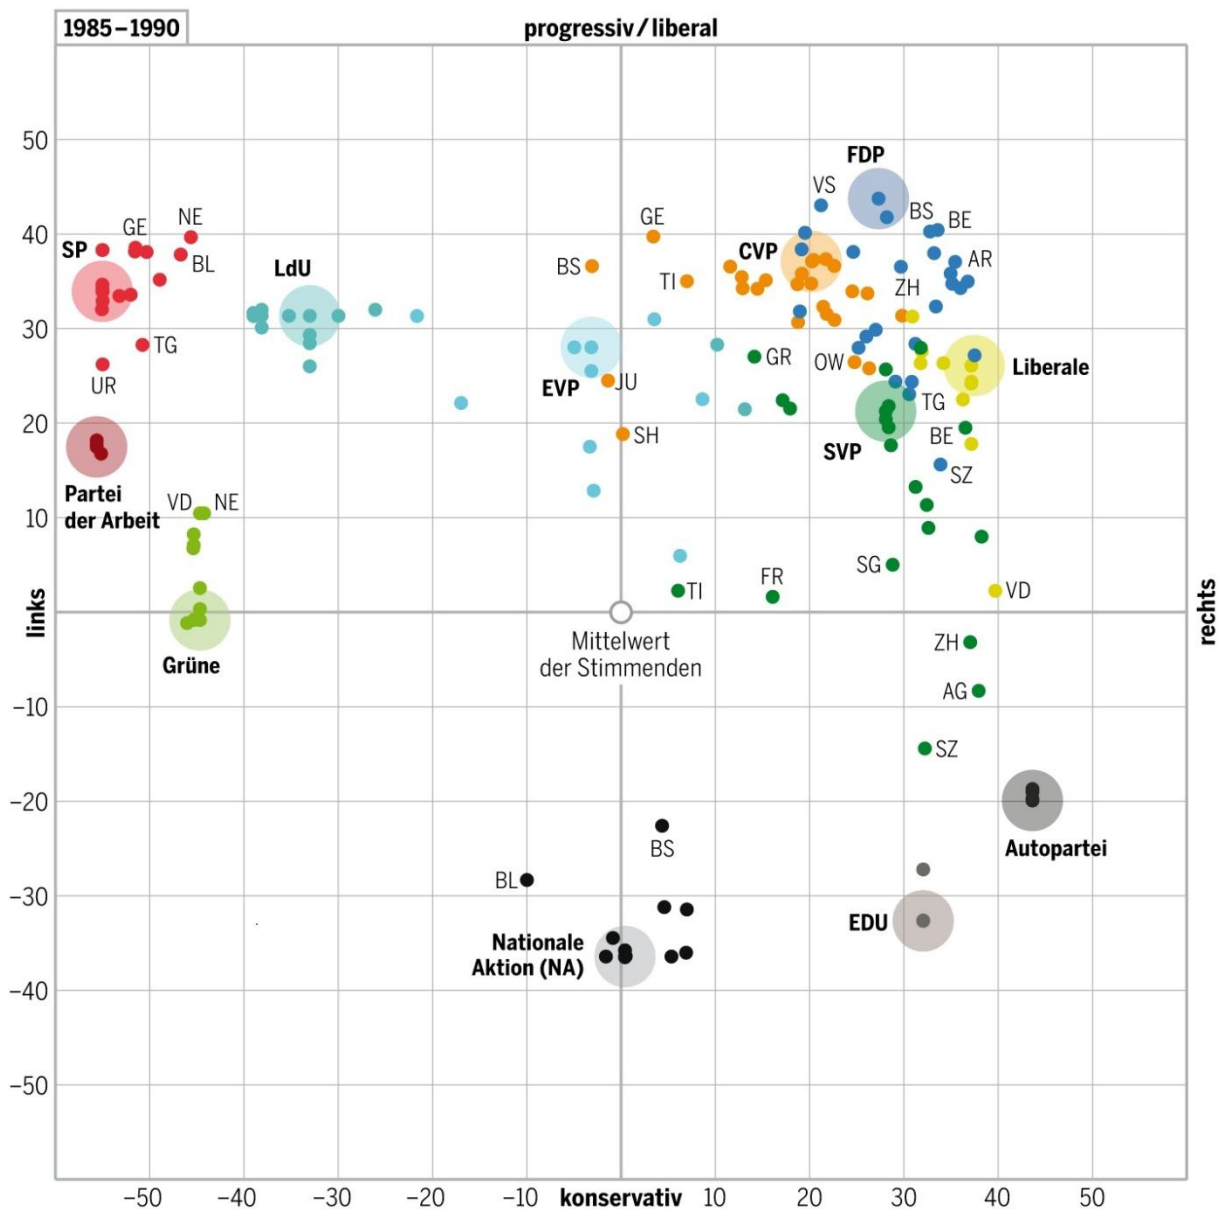 1985–1990
progressiv/liberal
50
FDP
VS
GE
NE
GE
BS
BE
40
SP
BL
LdU
BS
TI
CVP
AR
ZH
30
TG
EVP
JU
GR
OW
Liberale
UR
TG
20
SH
SVP
BE
SZ
Partei
der Arbeit
VD
NE
10
SG
FR
TI
VD
links
rechts
Mittelwert
der Stimmenden
ZH
Grüne
AG
−10
SZ
−20
BS
Autopartei
BL
−30
EDU
Nationale
Aktion (NA)
−40
−50
−50
−40
−30
−20
−10
konservativ
10
20
30
40
50